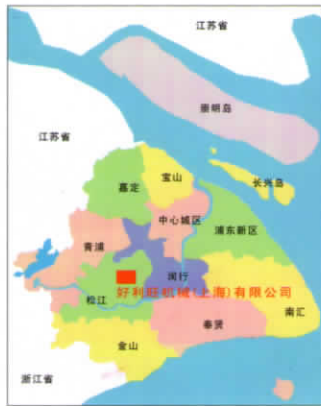 江苏省
崇明岛
江苏省
宝山
嘉定
长兴岛
中心城区
浦东新区
青浦
闵行
好利旺机械(上海)有限公司
松江
南汇
奉贤
金山
浙江省